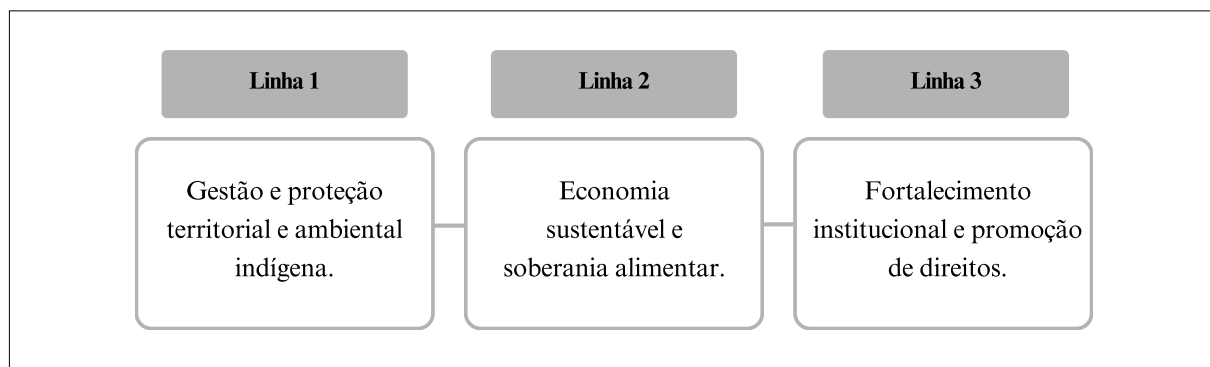 Linha 1
Gestão e proteção
territorial e ambiental
indígena.
Linha 2
Economia
sustentável e
soberania alimentar.
Linha 3
Fortalecimento
institucional e promoção
de direitos.